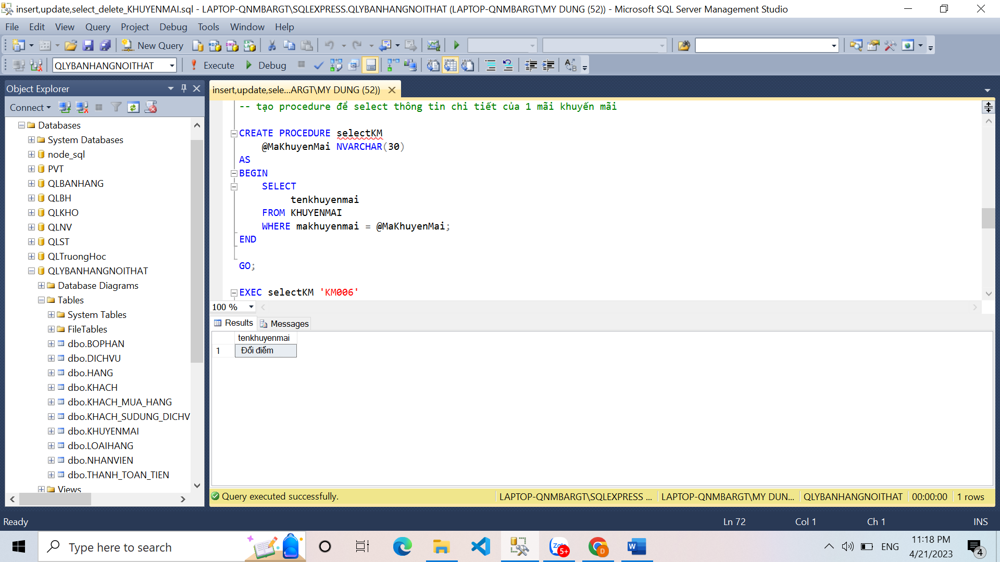 insert,update,select_delete_KHUYENMAI.sql - LAPTOP-QNMBARGT\SQLEXPRESS.QLYBANHANGNOITHAT (LAPTOP-QNMBARGT\MY DUNG (52)) - Microsoft SQL Server Management Studio
File Edit View Query Project Debug Tools Window Help
New Query
QLYBANHANGNOITHAT Execute Debug
Object Explorer
Connect
Databases
System Databases
node_sql
PVT
QLBANHANG
QLBH
QLKHO
QLNV
QLST
QLTruongHoc
QLYBANHANGNOITHAT
Database Diagrams
Tables
System Tables
FileTables
dbo.BOPHAN
dbo.DICHVU
dbo.HANG
dbo.KHACH
dbo.KHACH_MUA_HANG
dbo.KHACH_SUDUNG_DICHV
dbo.KHUYENMAI
dbo.LOAIHANG
dbo.NHANVIEN
dbo.THANH_TOAN_TIEN
Views
insert,update,sele...ARGT\MY DUNG (52))
-- tạo procedure để select thông tin chi tiết của 1 mãi khuyến mãi
CREATE PROCEDURE selectKM
@MaKhuyenMai NVARCHAR(30)
AS
BEGIN
SELECT
tenkhuyenmai
FROM KHUYENMAI
WHERE makhuyenmai = @MaKhuyenMai;
END
GO;
EXEC selectKM 'KM006'
100 %
Results Messages
tenkhuyenmai
1 Đổi điểm
Query executed successfully. LAPTOP-QNMBARGT\SQLEXPRESS ... LAPTOP-QNMBARGT\MY DUN... QLYBANHANGNOITHAT 00:00:00 1 rows
Ready Ln 72 Col 1 Ch 1 INS
Type here to search
5+
D
W
ENG
11:18 PM
4/21/2023
4